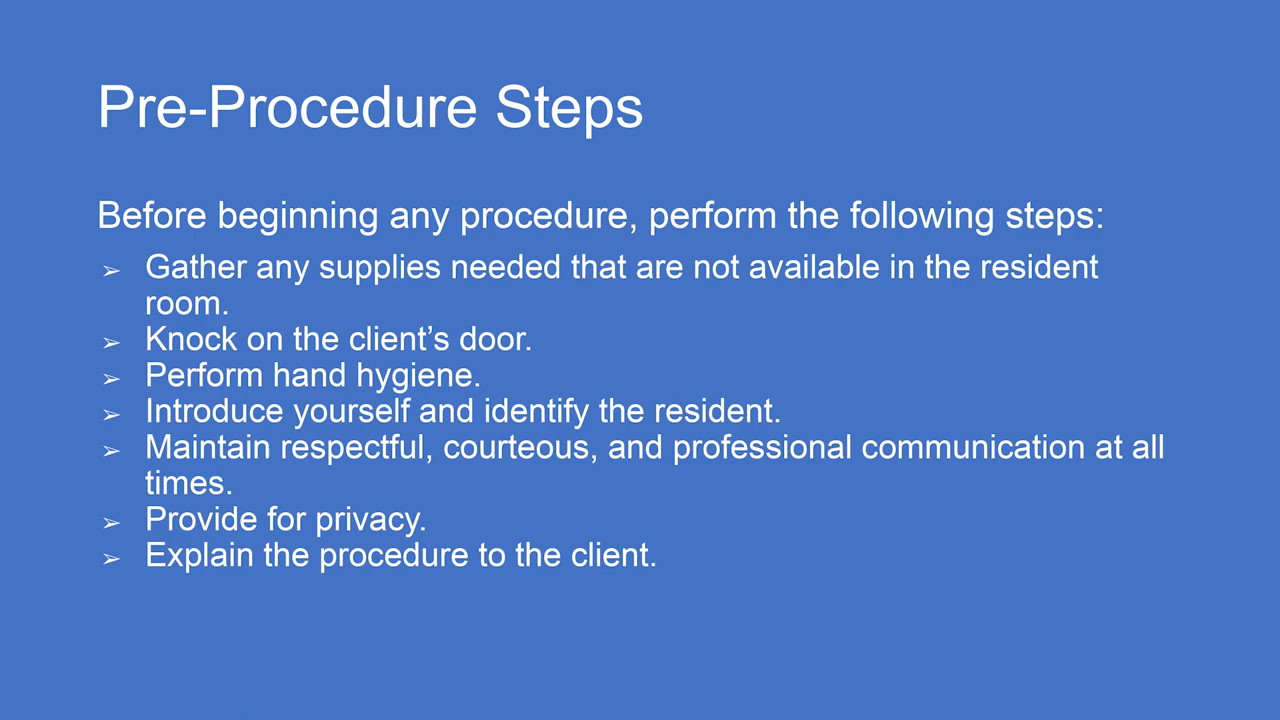 Pre-Procedure Steps
Before beginning any procedure, perform the following steps:
➢ Gather any supplies needed that are not available in the resident
room.
➢ Knock on the client’s door.
➢ Perform hand hygiene.
➢ Introduce yourself and identify the resident.
➢ Maintain respectful, courteous, and professional communication at all
times.
➢ Provide for privacy.
➢ Explain the procedure to the client.